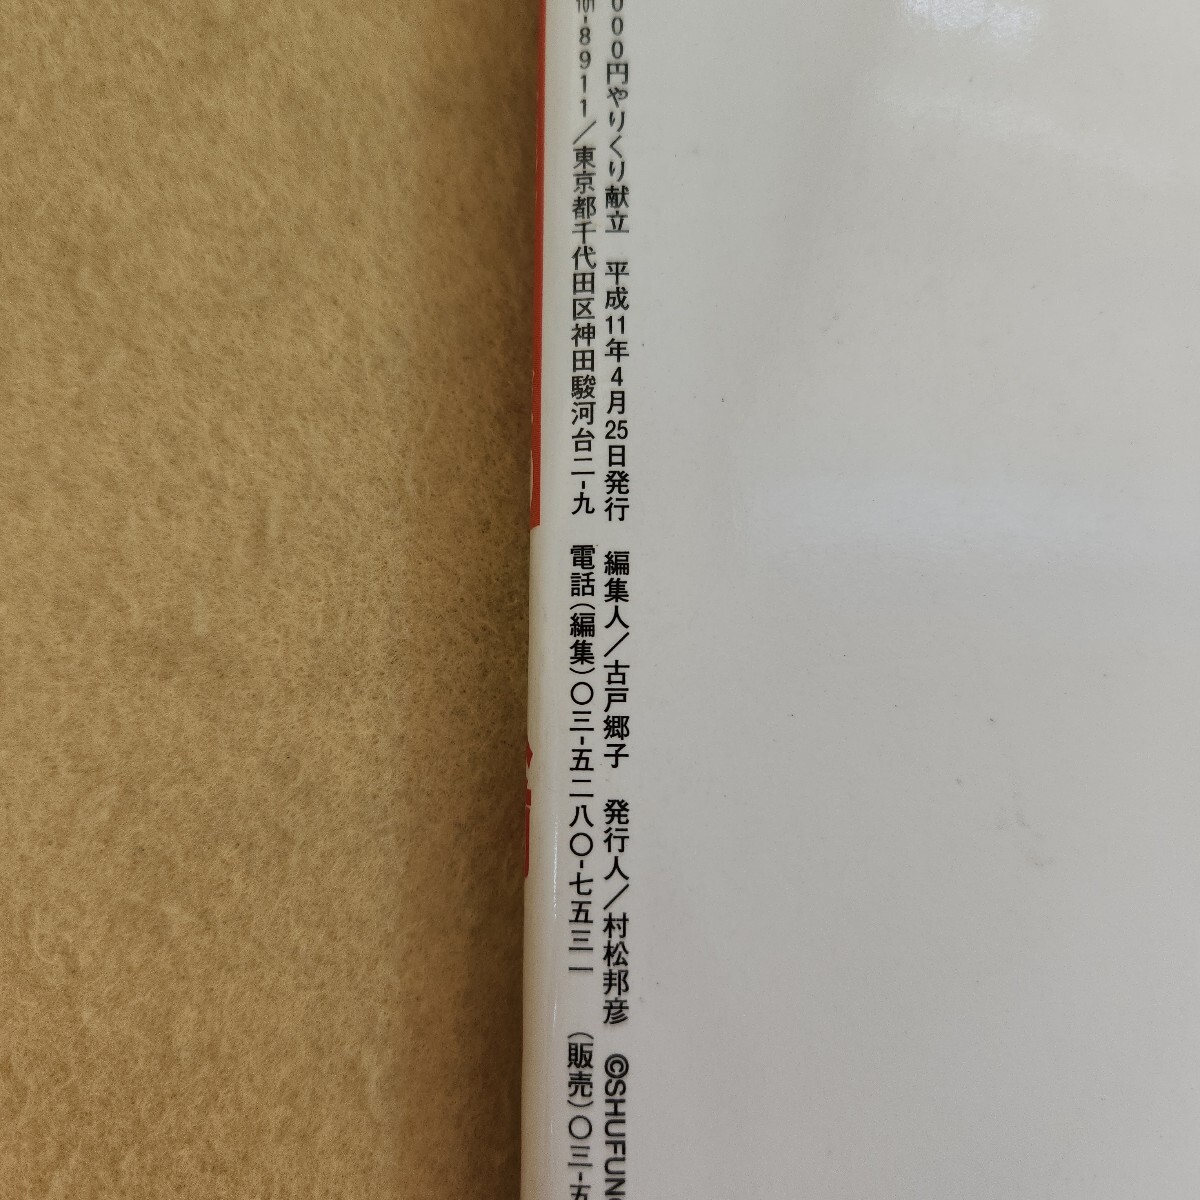 000円やりくり献立 平成11年4月25日発行 編集人/古戸郷子 発行人/村松邦彦 ©SHUFUNO
101-8911/東京都千代田区神田駿河台二-九 電話(編集)〇三-五二八〇-七五三一 (販売)〇三-五